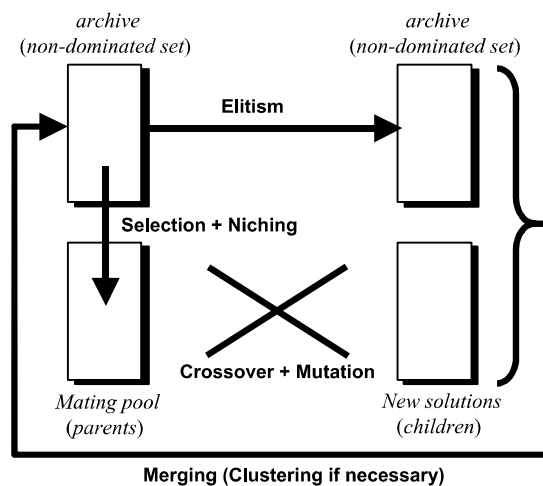 archive
(non-dominated set)
archive
(non-dominated set)
Elitism
Selection + Niching
Crossover + Mutation
Mating pool
(parents)
New solutions
(children)
Merging (Clustering if necessary)